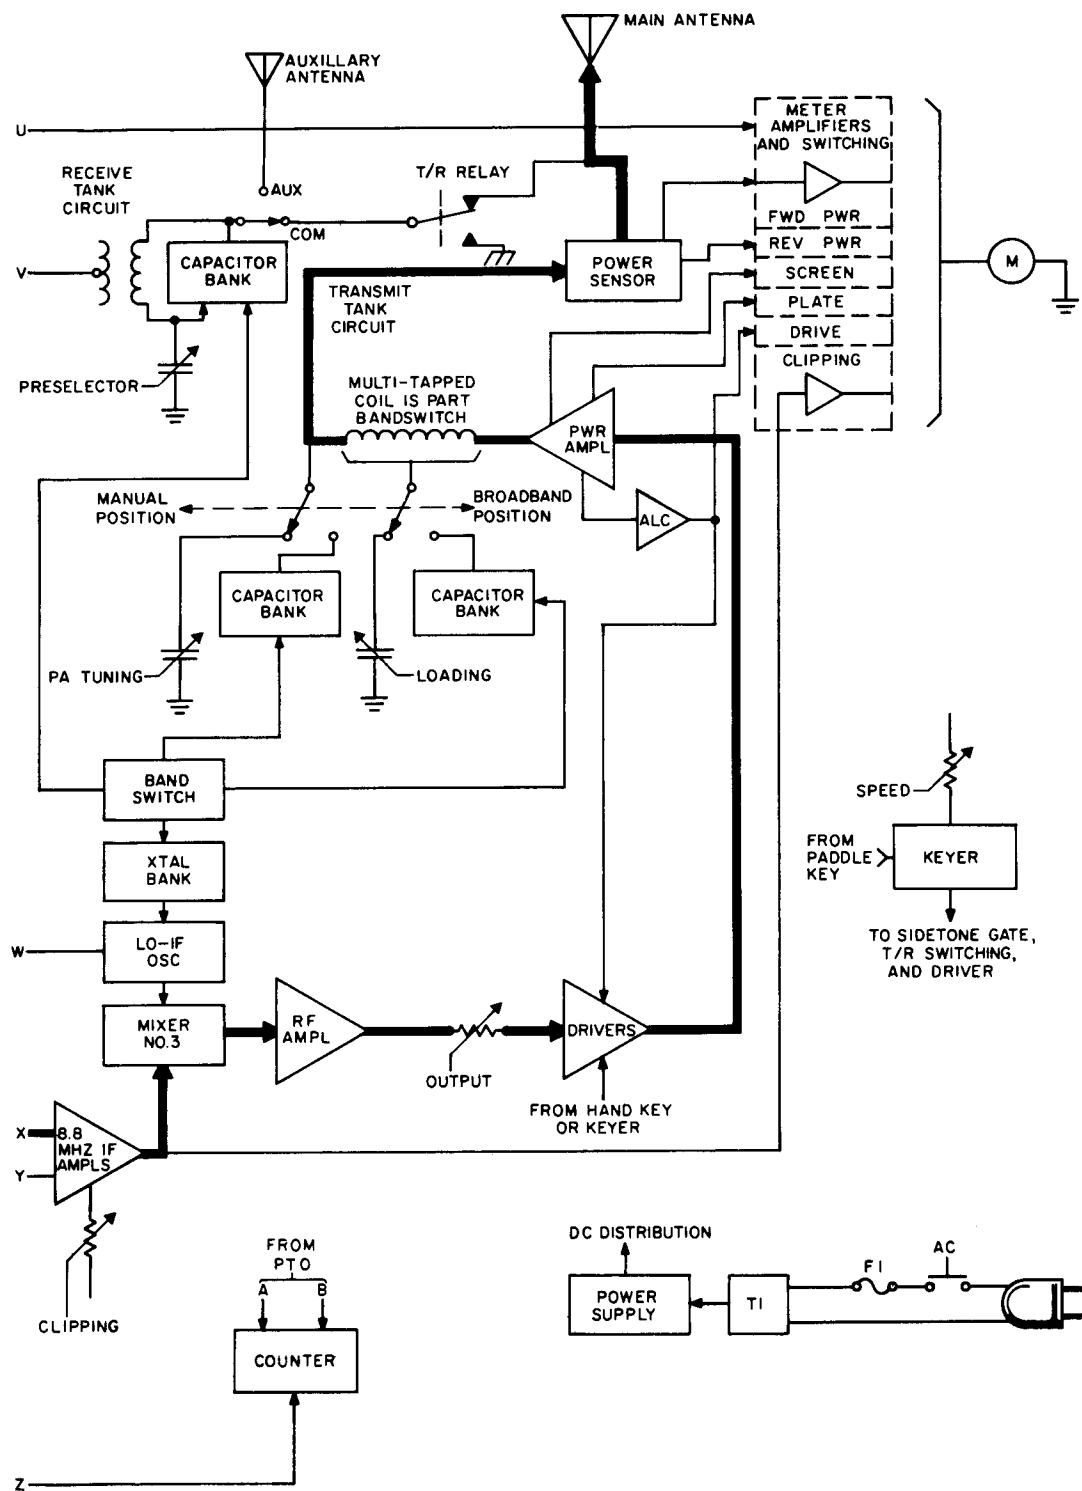 MAIN ANTENNA
AUXILLARY
ANTENNA
U
METER
AMPLIFIERS
AND SWITCHING
RECEIVE
TANK
CIRCUIT
T/R RELAY
AUX
COM
FWD PWR
REV PWR
SCREEN
PLATE
DRIVE
CLIPPING
M
V
CAPACITOR
BANK
POWER
SENSOR
TRANSMIT
TANK
CIRCUIT
PRESELECTOR
MULTI-TAPPED
COIL IS PART
BANDSWITCH
PWR
AMPL
MANUAL
POSITION
BROADBAND
POSITION
ALC
CAPACITOR
BANK
CAPACITOR
BANK
PA TUNING
LOADING
BAND
SWITCH
XTAL
BANK
W
LO-IF
OSC
MIXER
NO.3
RF
AMPL
OUTPUT
DRIVERS
FROM HAND KEY
OR KEYER
SPEED
FROM
PADDLE
KEY
KEYER
TO SIDETONE GATE,
T/R SWITCHING,
AND DRIVER
X
8.8
MHZ IF
AMPLS
Y
CLIPPING
FROM
PTO
A B
COUNTER
Z
DC DISTRIBUTION
POWER
SUPPLY
T1
F1
AC